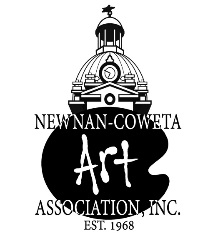 NEWNAN-COWETA
Art
ASSOCIATION, INC.
EST. 1968